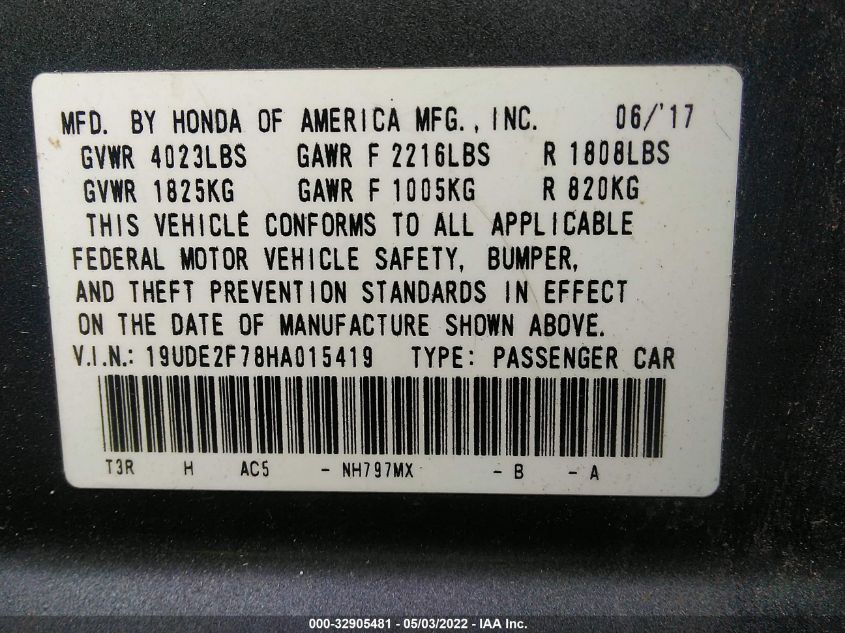 MFD. BY HONDA OF AMERICA MFG., INC. 06/'17
GVWR 4023LBS GAWR F 2216LBS R 1808LBS
GVWR 1825KG GAWR F 1005KG R 820KG
THIS VEHICLE CONFORMS TO ALL APPLICABLE
FEDERAL MOTOR VEHICLE SAFETY, BUMPER,
AND THEFT PREVENTION STANDARDS IN EFFECT
ON THE DATE OF MANUFACTURE SHOWN ABOVE.
V.I.N.: 19UDE2F78HA015419 TYPE: PASSENGER CAR
T3R H AC5 - NH797MX - B - A
000-32905481 - 05/03/2022 - IAA Inc.